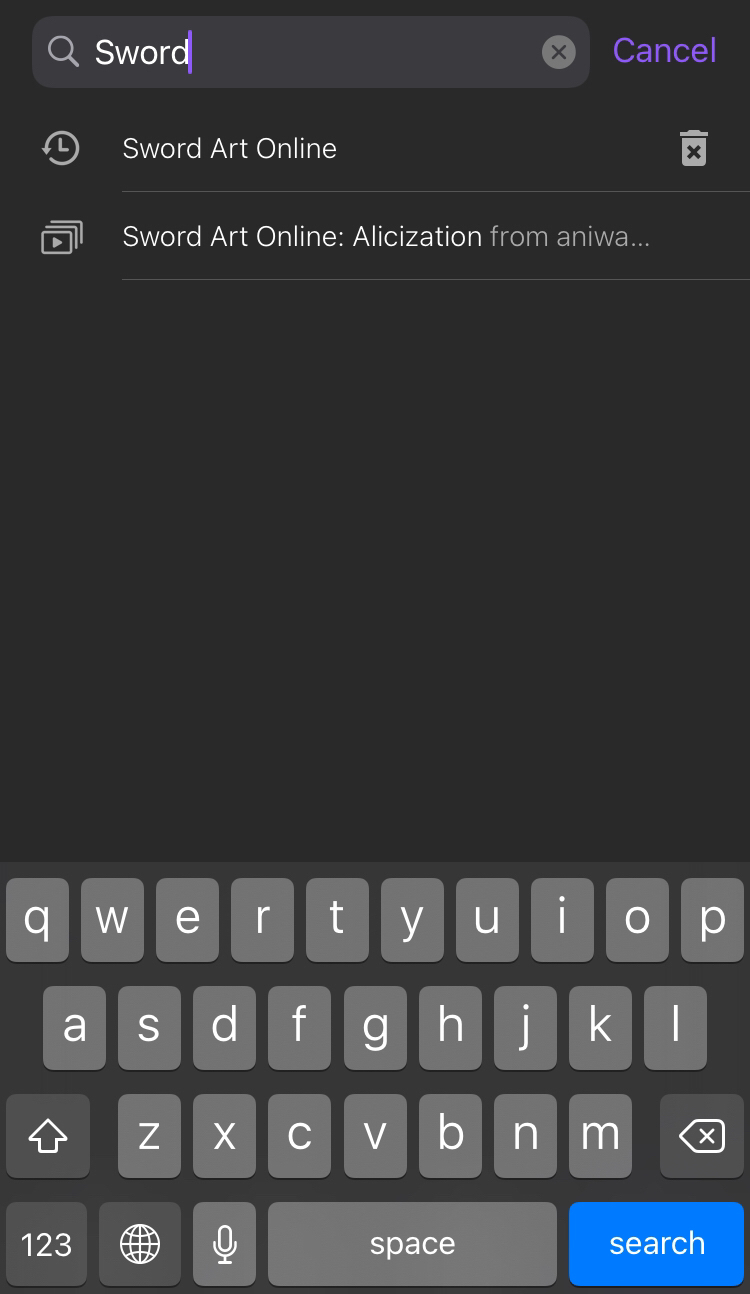 Sword
Cancel
Sword Art Online
Sword Art Online: Alicization from aniwa...
q w e r t y u i o p
a s d f g h j k l
z x c v b n m
123 space search